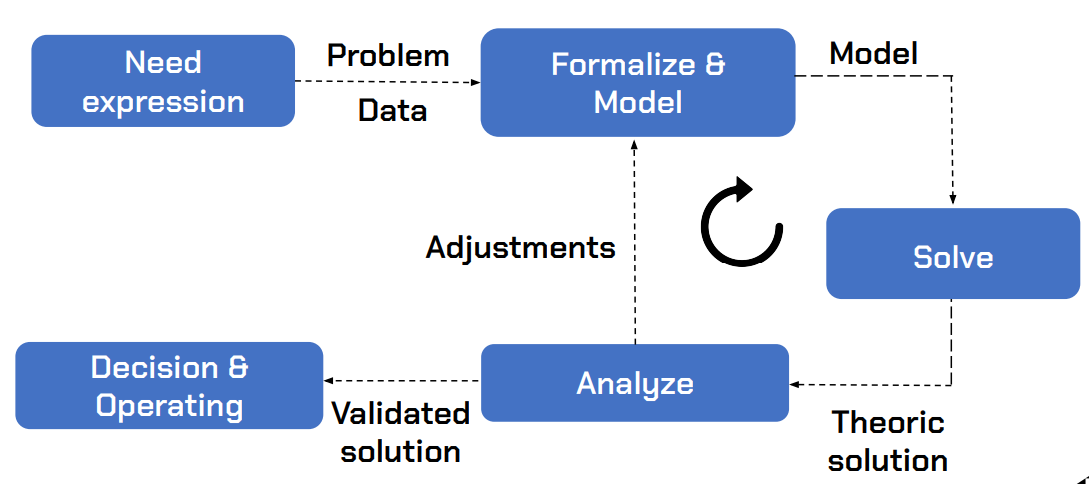 Need
expression
Problem
Data
Formalize &
Model
Model
Solve
Adjustments
Analyze
Theoric
solution
Validated
solution
Decision &
Operating